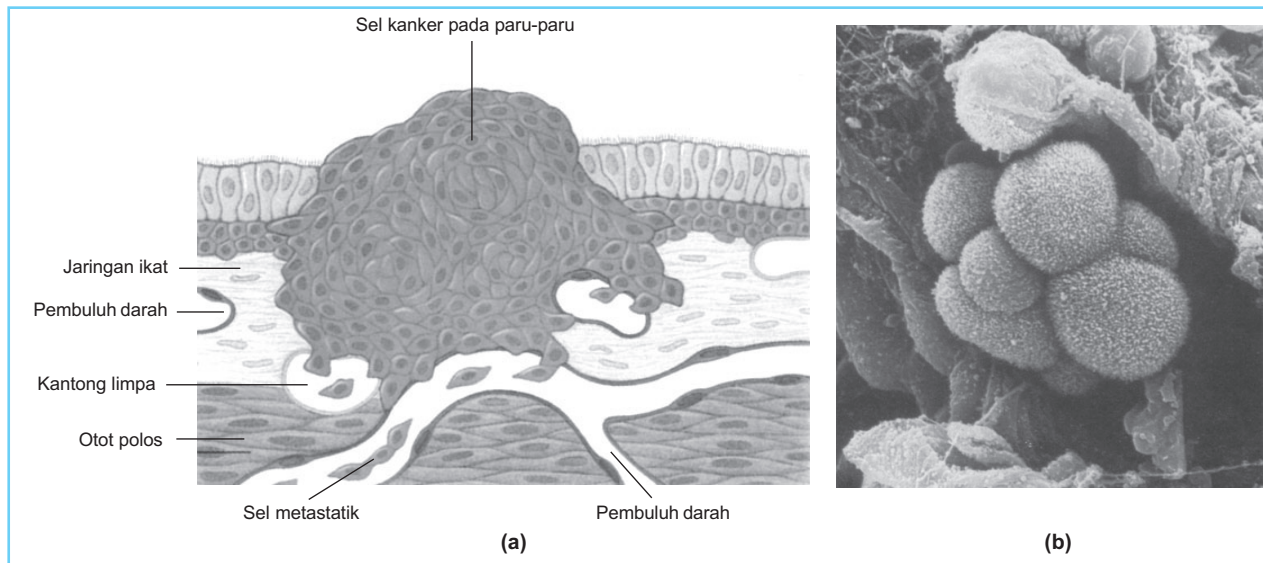 Sel kanker pada paru-paru
Jaringan ikat
Pembuluh darah
Kantong limpa
Otot polos
Sel metastatik
Pembuluh darah
(a)
(b)